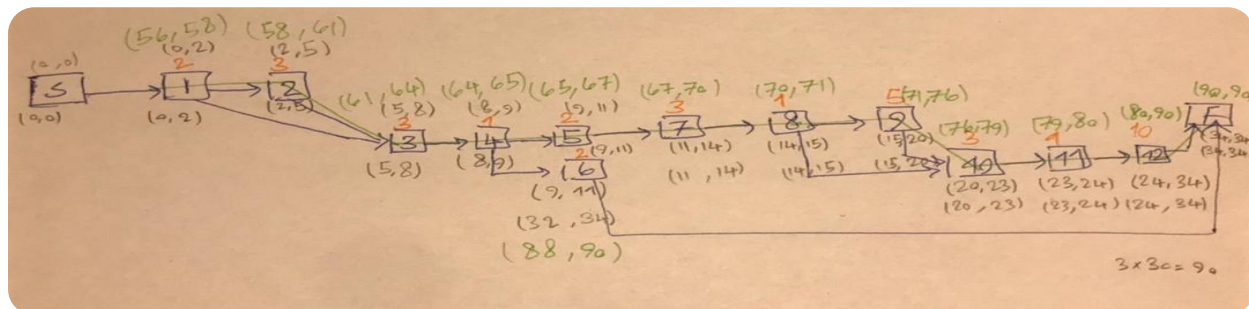 (56,58) (58,61)
(0,0) (0,2) (2,5)
2 3
S 1 2
(0,0) (0,2) (2,5)
(61,64) (64,65) (65,67) (67,70) (70,71) 5 (71,76)
(5,8) (8,9) (9,11)
3 1 2 3 1
3 4 5 7 8 9
(5,8) (8,9) (9,11) (11,14) (14,15) (15,20)
(11,14) (14,15) (15,20)
2
6
(9,11)
(32,34)
(88,90)
(76,79) (79,80) (80,90) (90,90)
3 1 10
10 11 12 F
(20,23) (23,24) (24,34) (34,34)
(20,23) (23,24) (24,34) (34,34)
3x30=90